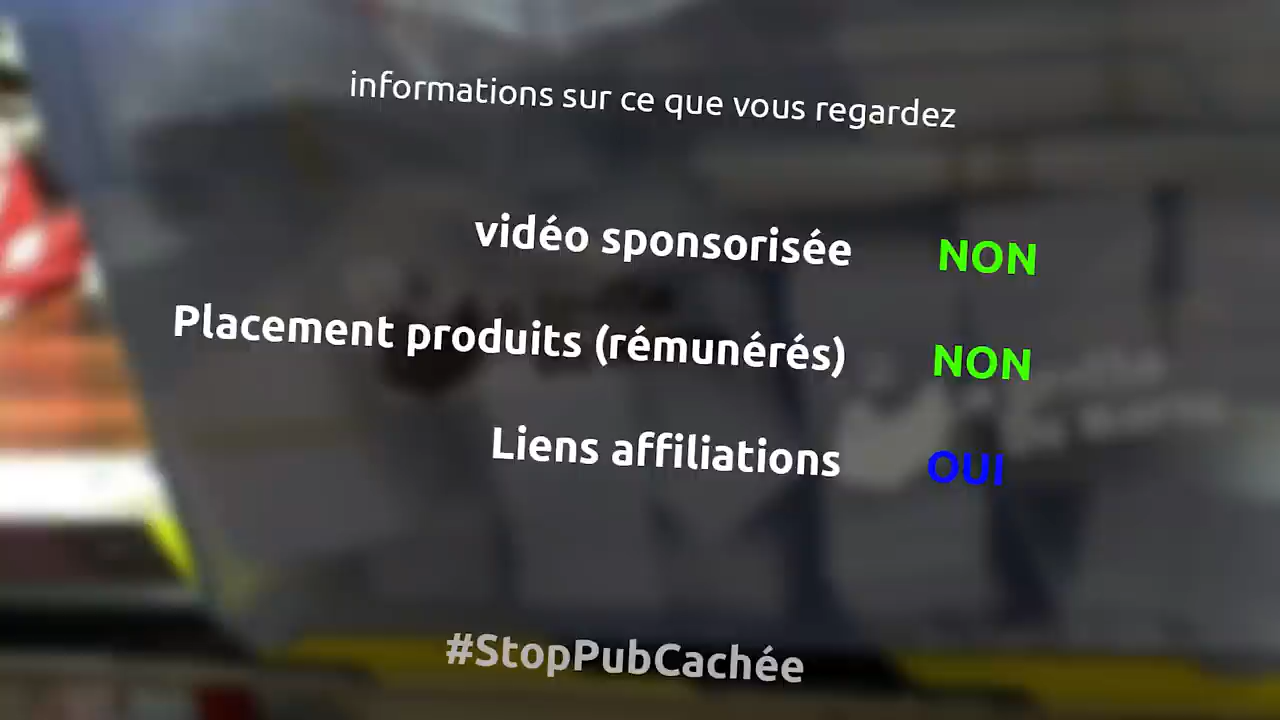 informations sur ce que vous regardez
vidéo sponsorisée NON
Placement produits (rémunérés) NON
Liens affiliations OUI
#StopPubCachée